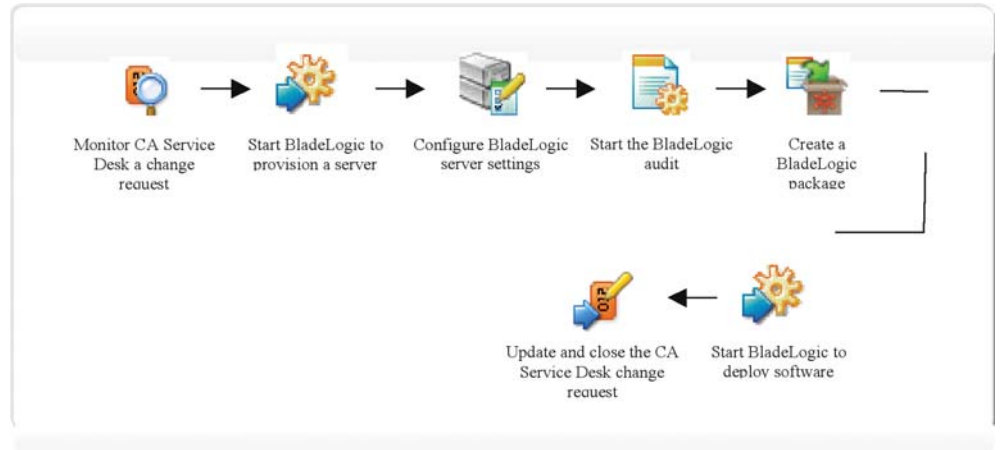 Monitor CA Service
Desk a change
request
Start BladeLogic to
provision a server
Configure BladeLogic
server settings
Start the BladeLogic
audit
Create a
BladeLogic
package
Update and close the CA
Service Desk change
request
Start BladeLogic to
deploy software